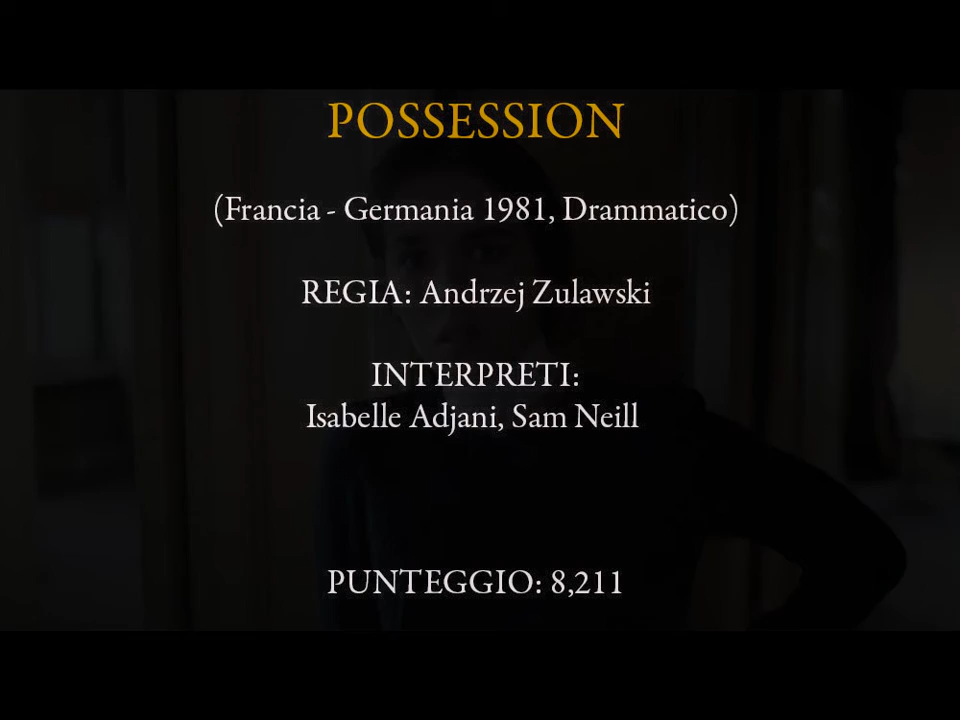 POSSESSION
(Francia - Germania 1981, Drammatico)
REGIA: Andrzej Zulawski
INTERPRETI:
Isabelle Adjani, Sam Neill
PUNTEGGIO: 8,211